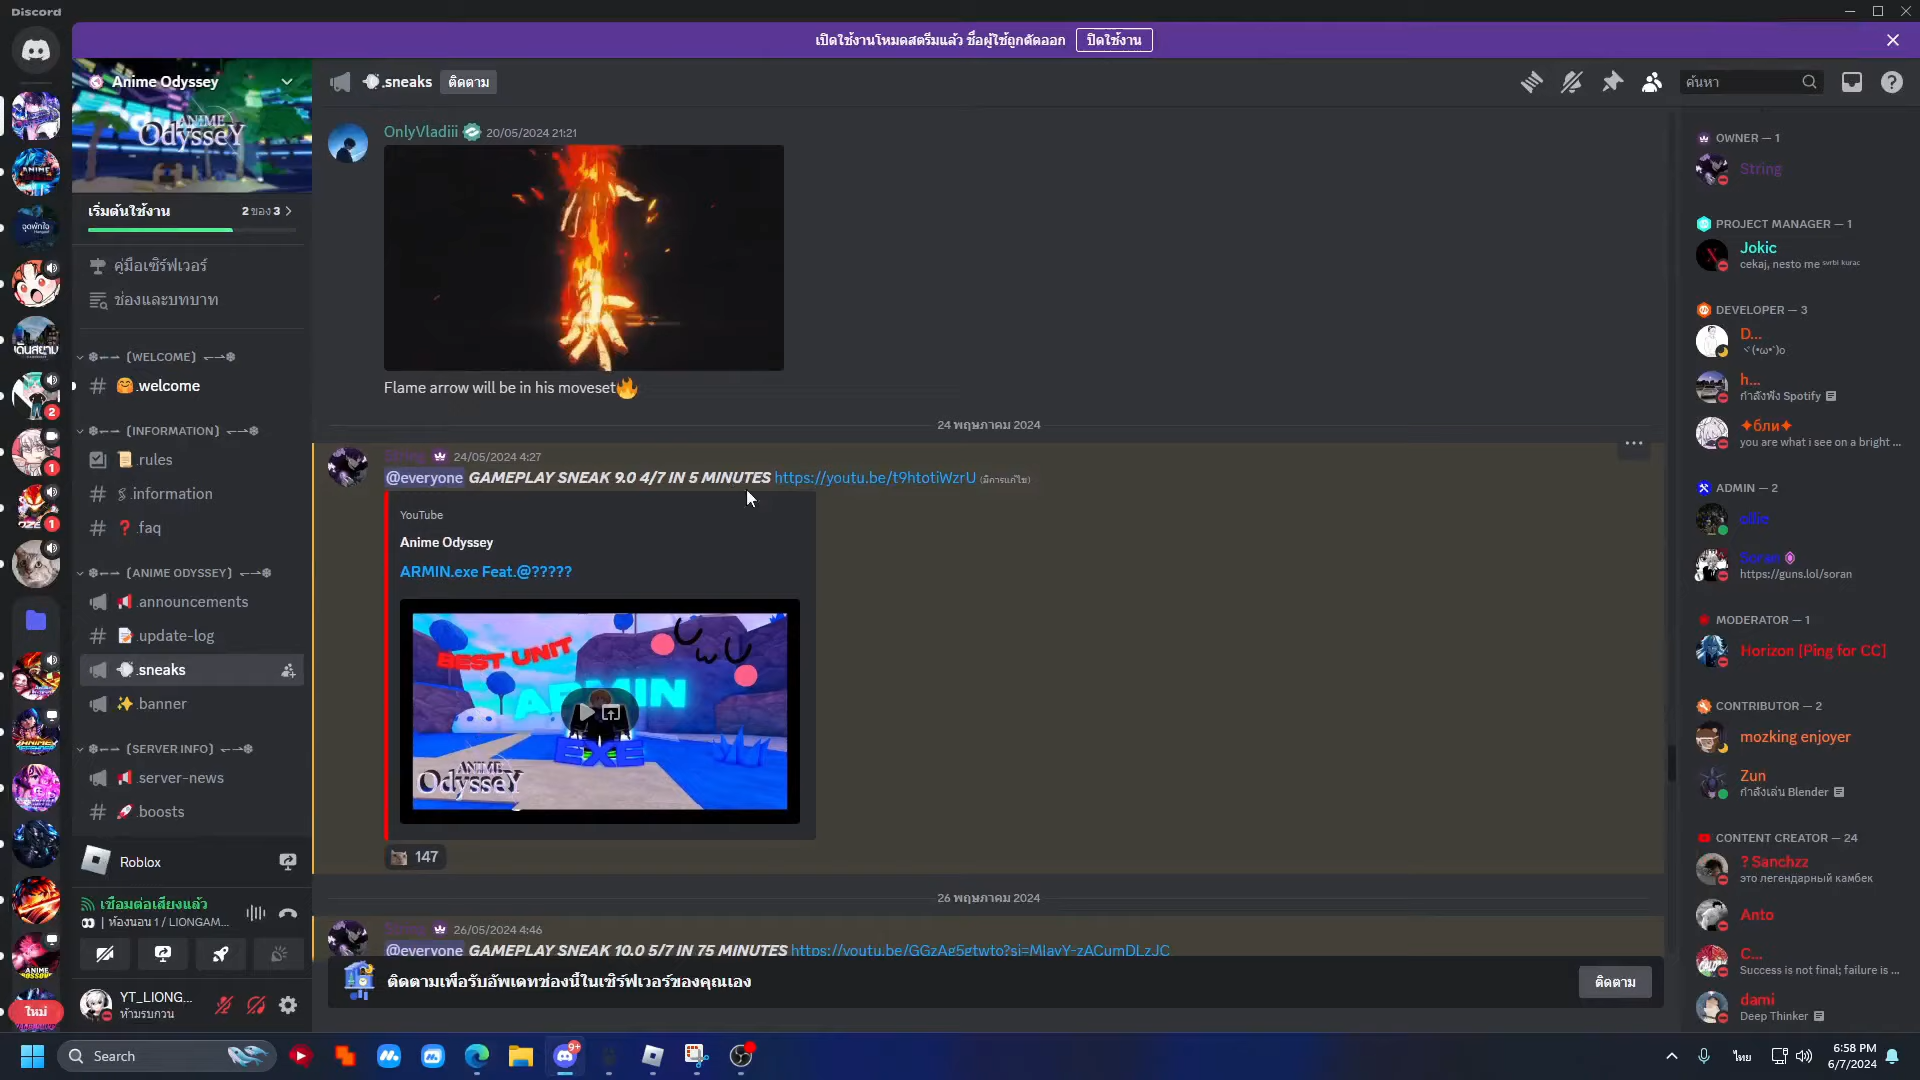 Discord
เปิดใช้งานโหมดสตรีมแล้ว ชื่อผู้ใช้ถูกตัดออก
ปิดใช้งาน
Anime Odyssey
ANIME
OdysseY
เริ่มต้นใช้งาน
2 ของ 3
คู่มือเซิร์ฟเวอร์
ช่องและบทบาท
(WELCOME)
.welcome
(INFORMATION)
.rules
.information
.faq
(ANIME ODYSSEY)
.announcements
.update-log
.sneaks
.banner
(SERVER INFO)
.server-news
.boosts
Roblox
เชื่อมต่อเสียงแล้ว
| ห้องนอน 1 / LIONGAM...
YT_LIONG...
ห้ามรบกวน
ใหม่
.sneaks
ติดตาม
ค้นหา
OnlyVladiii 20/05/2024 21:21
Flame arrow will be in his moveset🔥
24 พฤษภาคม 2024
String 24/05/2024 4:27
@everyone GAMEPLAY SNEAK 9.0 4/7 IN 5 MINUTES https://youtu.be/t9htotiWzrU (มีการแก้ไข)
YouTube
Anime Odyssey
ARMIN.exe Feat.@?????
BEST UNIT
UwU
ARMIN
EXE
ANIME
OdysseY
147
26 พฤษภาคม 2024
String 26/05/2024 4:46
@everyone GAMEPLAY SNEAK 10.0 5/7 IN 75 MINUTES https://youtu.be/GGzAg5gtwto?si=MlavY-zACumDLzJC
ติดตามเพื่อรับอัพเดทช่องนี้ในเซิร์ฟเวอร์ของคุณเอง
ติดตาม
OWNER — 1
String
PROJECT MANAGER — 1
Jokic
cekaj, nesto me svrbi kurac
DEVELOPER — 3
D...
h...
กำลังฟัง Spotify
✦бли✦
you are what i see on a bright ...
ADMIN — 2
ollie
Soran
https://guns.lol/soran
MODERATOR — 1
Horizon [Ping for CC]
CONTRIBUTOR — 2
mozking enjoyer
Zun
กำลังเล่น Blender
CONTENT CREATOR — 24
? Sanchzz
это легендарный камбек
Anto
C...
Success is not final; failure is ...
dami
Deep Thinker
Search
9+
ไทย
6:58 PM
6/7/2024